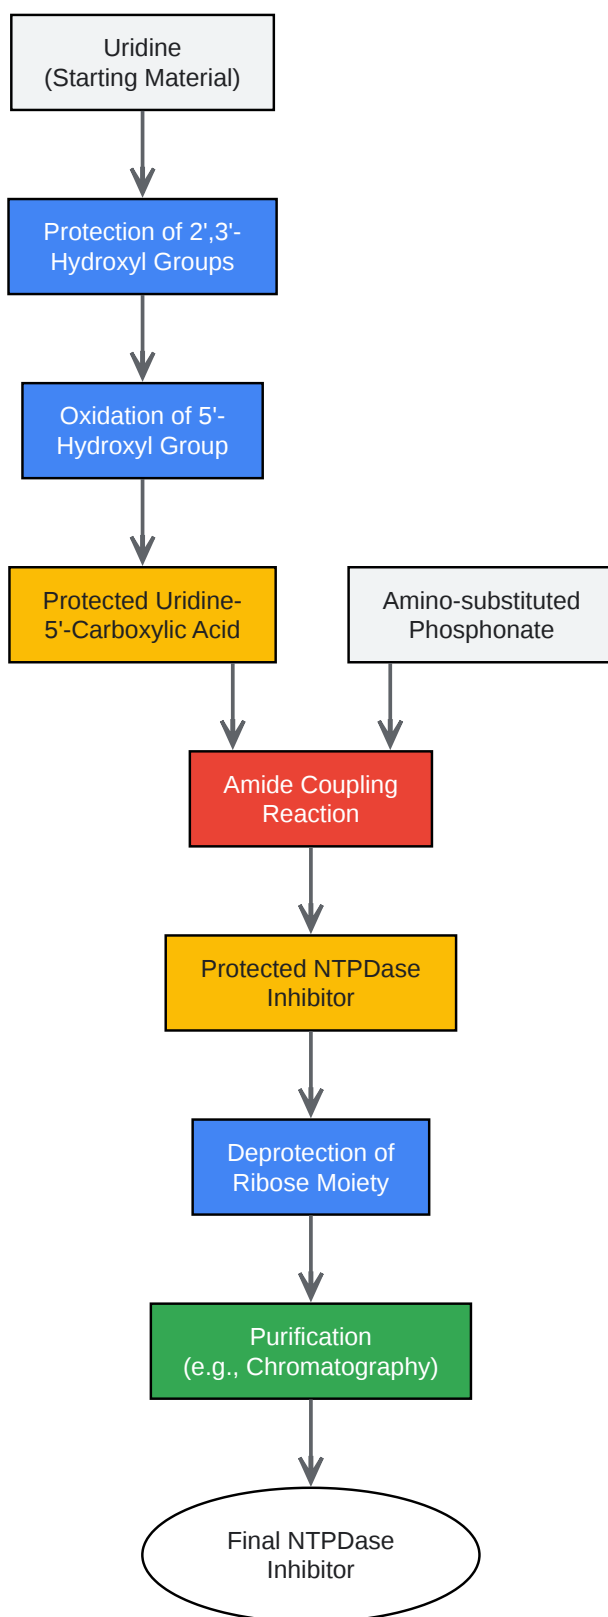 Uridine
(Starting Material)
Protection of 2',3'-
Hydroxyl Groups
Oxidation of 5'-
Hydroxyl Group
Protected Uridine-
5'-Carboxylic Acid
Amino-substituted
Phosphonate
Amide Coupling
Reaction
Protected NTPDase
Inhibitor
Deprotection of
Ribose Moiety
Purification
(e.g., Chromatography)
Final NTPDase
Inhibitor